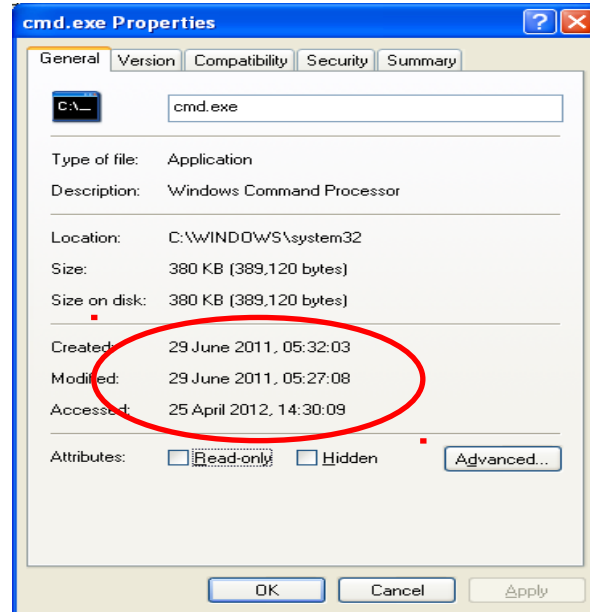 cmd.exe Properties
General Version Compatibility Security Summary
C:\_
cmd.exe
Type of file: Application
Description: Windows Command Processor
Location: C:\WINDOWS\system32
Size: 380 KB (389,120 bytes)
Size on disk: 380 KB (389,120 bytes)
Created: 29 June 2011, 05:32:03
Modified: 29 June 2011, 05:27:08
Accessed: 25 April 2012, 14:30:09
Attributes: Read-only Hidden Advanced...
OK Cancel Apply